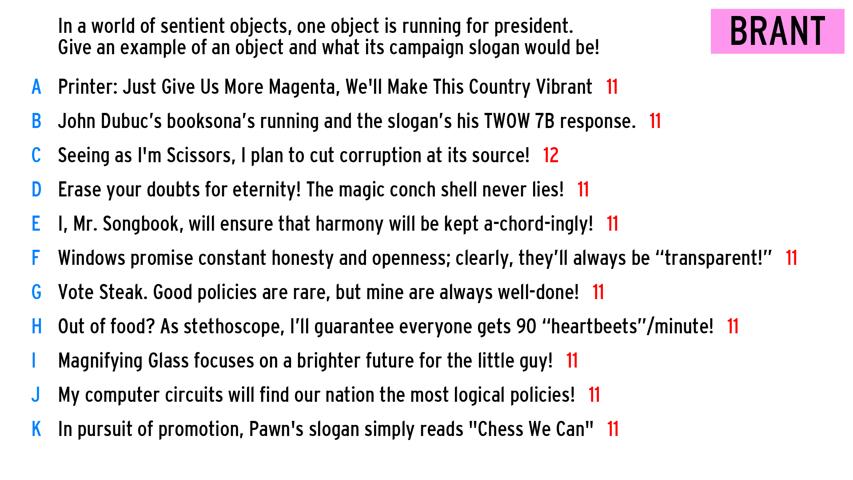 In a world of sentient objects, one object is running for president.
Give an example of an object and what its campaign slogan would be!
BRANT
A Printer: Just Give Us More Magenta, We'll Make This Country Vibrant 11
B John Dubuc’s booksona’s running and the slogan’s his TWOW 7B response. 11
C Seeing as I'm Scissors, I plan to cut corruption at its source! 12
D Erase your doubts for eternity! The magic conch shell never lies! 11
E I, Mr. Songbook, will ensure that harmony will be kept a-chord-ingly! 11
F Windows promise constant honesty and openness; clearly, they’ll always be “transparent!” 11
G Vote Steak. Good policies are rare, but mine are always well-done! 11
H Out of food? As stethoscope, I’ll guarantee everyone gets 90 “heartbeets”/minute! 11
I Magnifying Glass focuses on a brighter future for the little guy! 11
J My computer circuits will find our nation the most logical policies! 11
K In pursuit of promotion, Pawn's slogan simply reads "Chess We Can" 11